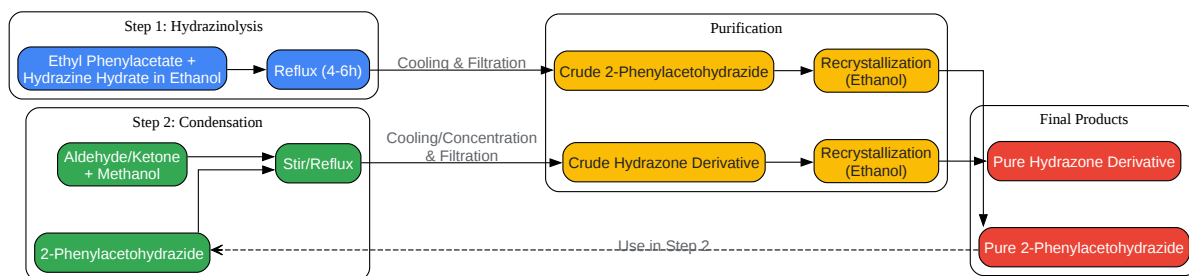 Step 1: Hydrazinolysis
Ethyl Phenylacetate +
Hydrazine Hydrate in Ethanol
Reflux (4-6h)
Cooling & Filtration
Purification
Crude 2-Phenylacetohydrazide
Recrystallization
(Ethanol)
Step 2: Condensation
Aldehyde/Ketone
+ Methanol
Stir/Reflux
Cooling/Concentration
& Filtration
Crude Hydrazone Derivative
Recrystallization
(Ethanol)
Final Products
Pure Hydrazone Derivative
2-Phenylacetohydrazide
Use in Step 2
Pure 2-Phenylacetohydrazide